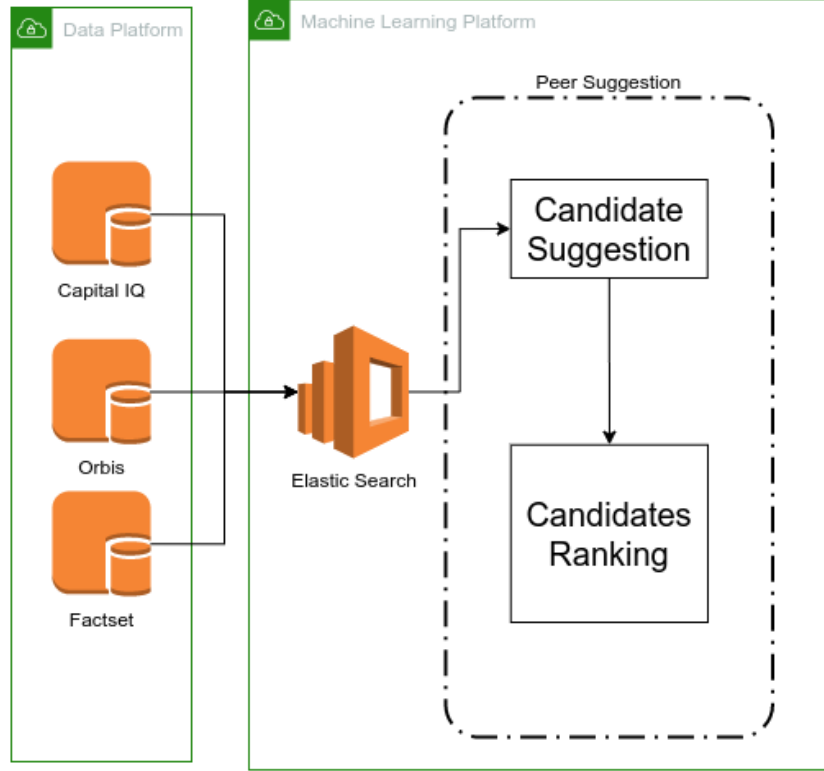 Data Platform
Machine Learning Platform
Peer Suggestion
Candidate
Suggestion
Capital IQ
Orbis
Elastic Search
Candidates
Ranking
Factset